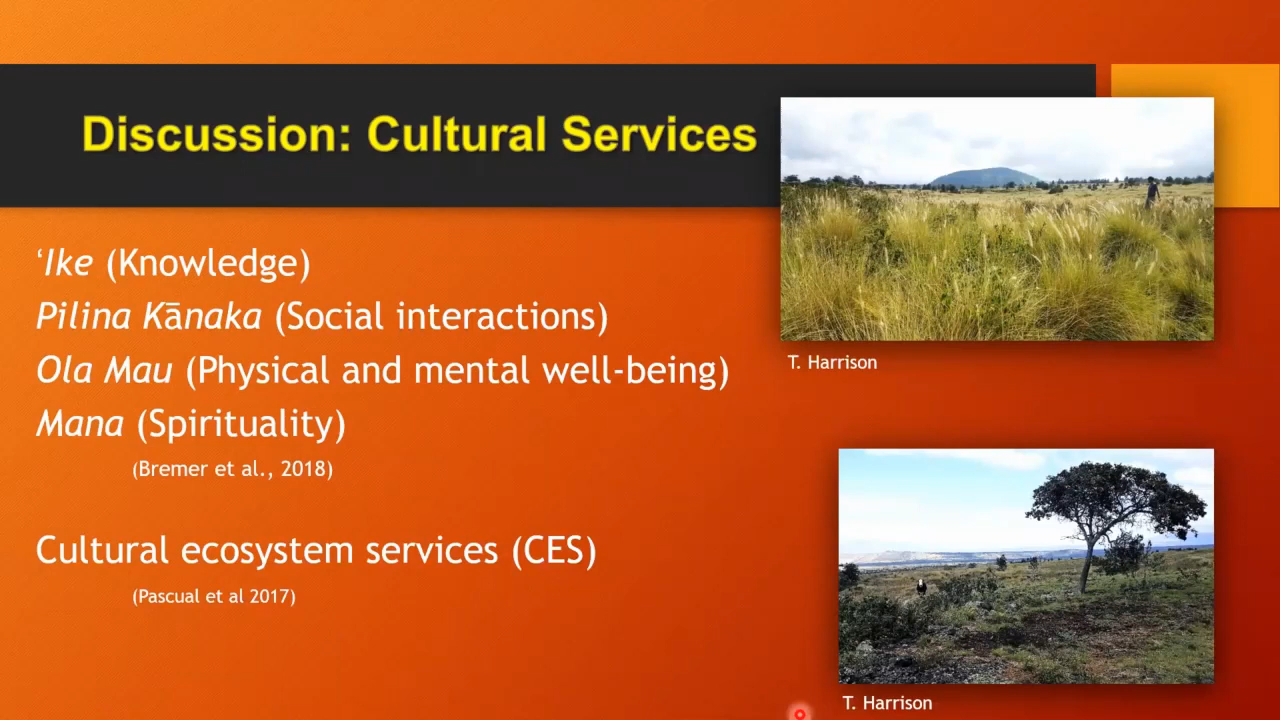 Discussion: Cultural Services
ʻIke (Knowledge)
Pilina Kānaka (Social interactions)
Ola Mau (Physical and mental well-being)
Mana (Spirituality)
(Bremer et al., 2018)
Cultural ecosystem services (CES)
(Pascual et al 2017)
T. Harrison
T. Harrison